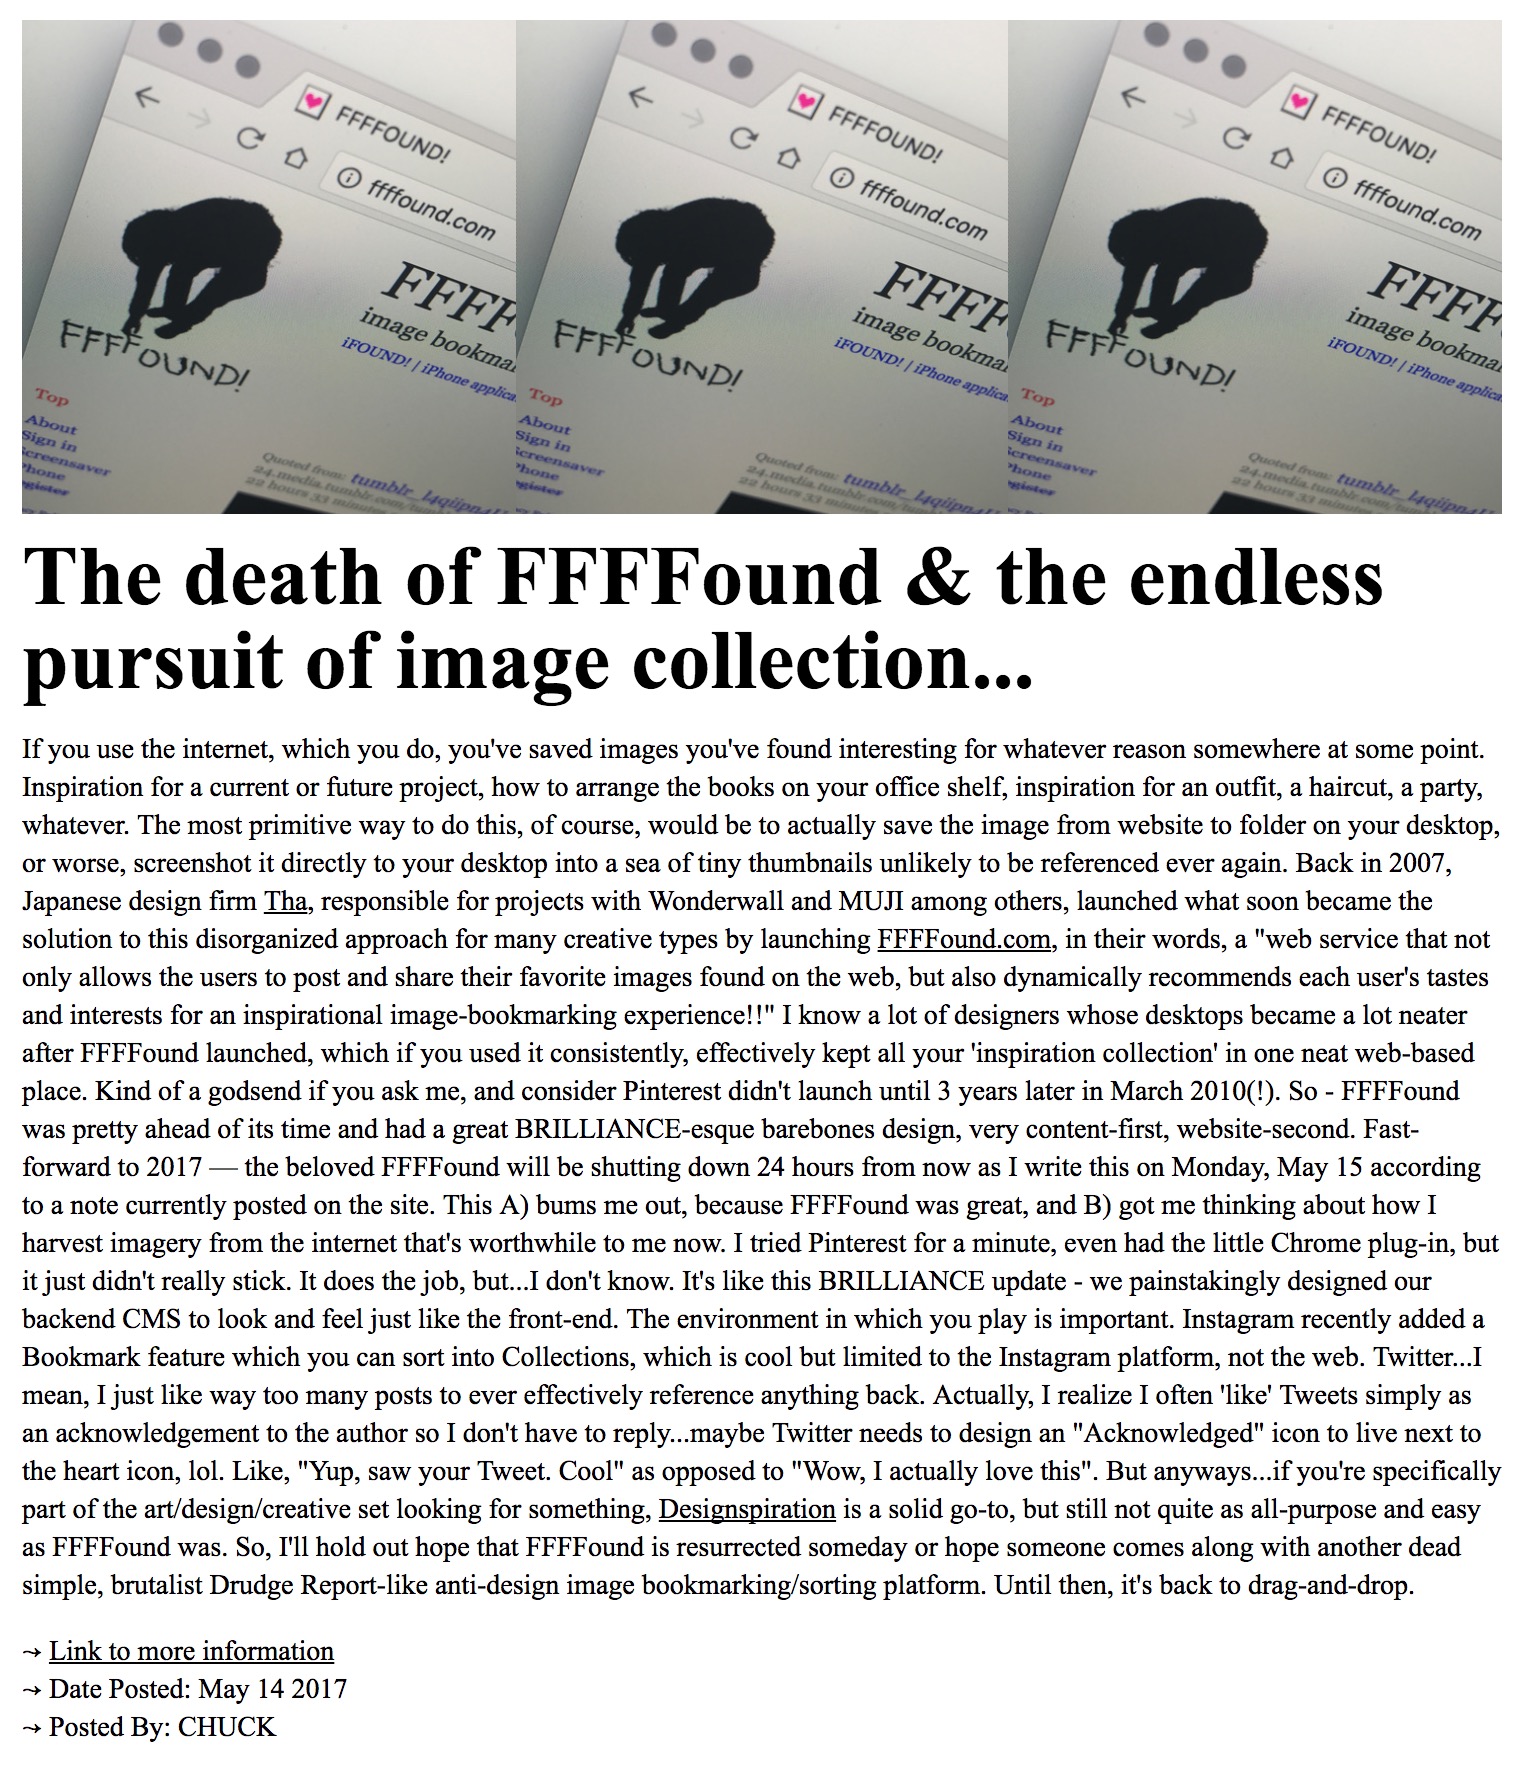 FFFFOUND!
ffffound.com
FFFF
image bookma
iFOUND! | iPhone applica
FFFFOUND!
Top
About
Sign in
Screensaver
Phone
Quoted from: tumblr_l4qiipn4U
24.media.tumblr.com/tum
22 hours 33 minutes
FFFFOUND!
ffffound.com
FFFF
image bookma
iFOUND! | iPhone applica
FFFFOUND!
Top
About
Sign in
creensaver
Phone
Quoted from: tumblr_l4qiipn4U
24.media.tumblr.com/tum
22 hours 33 minutes
FFFFOUND!
ffffound.com
FFFF
image bookma
iFOUND! | iPhone applica
FFFFOUND!
Top
About
Sign in
creensaver
Phone
Quoted from: tumblr_l4qiipn4U
24.media.tumblr.com/tum
22 hours 33 minutes
The death of FFFFound & the endless
pursuit of image collection...
If you use the internet, which you do, you've saved images you've found interesting for whatever reason somewhere at some point.
Inspiration for a current or future project, how to arrange the books on your office shelf, inspiration for an outfit, a haircut, a party,
whatever. The most primitive way to do this, of course, would be to actually save the image from website to folder on your desktop,
or worse, screenshot it directly to your desktop into a sea of tiny thumbnails unlikely to be referenced ever again. Back in 2007,
Japanese design firm Tha, responsible for projects with Wonderwall and MUJI among others, launched what soon became the
solution to this disorganized approach for many creative types by launching FFFFound.com, in their words, a "web service that not
only allows the users to post and share their favorite images found on the web, but also dynamically recommends each user's tastes
and interests for an inspirational image-bookmarking experience!!" I know a lot of designers whose desktops became a lot neater
after FFFFound launched, which if you used it consistently, effectively kept all your 'inspiration collection' in one neat web-based
place. Kind of a godsend if you ask me, and consider Pinterest didn't launch until 3 years later in March 2010(!). So - FFFFound
was pretty ahead of its time and had a great BRILLIANCE-esque barebones design, very content-first, website-second. Fast-
forward to 2017 — the beloved FFFFound will be shutting down 24 hours from now as I write this on Monday, May 15 according
to a note currently posted on the site. This A) bums me out, because FFFFound was great, and B) got me thinking about how I
harvest imagery from the internet that's worthwhile to me now. I tried Pinterest for a minute, even had the little Chrome plug-in, but
it just didn't really stick. It does the job, but...I don't know. It's like this BRILLIANCE update - we painstakingly designed our
backend CMS to look and feel just like the front-end. The environment in which you play is important. Instagram recently added a
Bookmark feature which you can sort into Collections, which is cool but limited to the Instagram platform, not the web. Twitter...I
mean, I just like way too many posts to ever effectively reference anything back. Actually, I realize I often 'like' Tweets simply as
an acknowledgement to the author so I don't have to reply...maybe Twitter needs to design an "Acknowledged" icon to live next to
the heart icon, lol. Like, "Yup, saw your Tweet. Cool" as opposed to "Wow, I actually love this". But anyways...if you're specifically
part of the art/design/creative set looking for something, Designspiration is a solid go-to, but still not quite as all-purpose and easy
as FFFFound was. So, I'll hold out hope that FFFFound is resurrected someday or hope someone comes along with another dead
simple, brutalist Drudge Report-like anti-design image bookmarking/sorting platform. Until then, it's back to drag-and-drop.
→ Link to more information
→ Date Posted: May 14 2017
→ Posted By: CHUCK